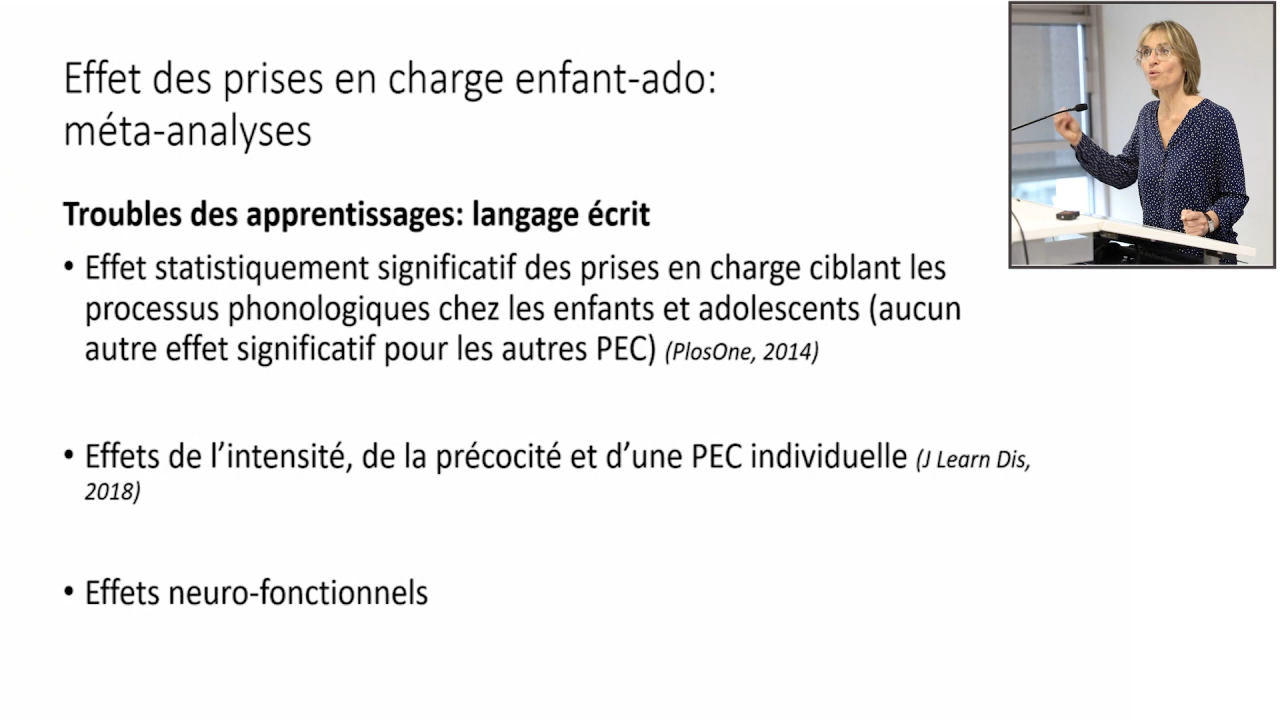 Effet des prises en charge enfant-ado:
méta-analyses
Troubles des apprentissages: langage écrit
• Effet statistiquement significatif des prises en charge ciblant les
processus phonologiques chez les enfants et adolescents (aucun
autre effet significatif pour les autres PEC) (PlosOne, 2014)
• Effets de l’intensité, de la précocité et d’une PEC individuelle (J Learn Dis,
2018)
• Effets neuro-fonctionnels